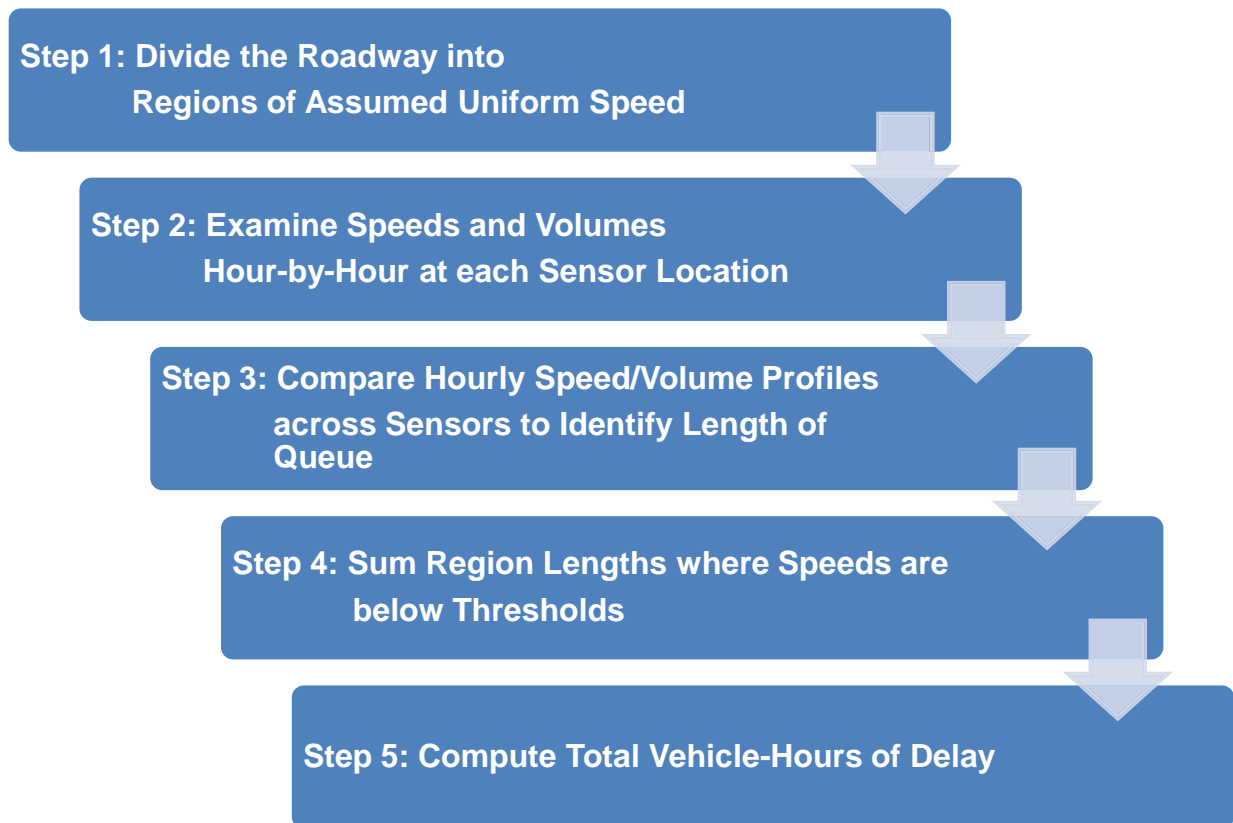 Step 1: Divide the Roadway into
Regions of Assumed Uniform Speed
Step 2: Examine Speeds and Volumes
Hour-by-Hour at each Sensor Location
Step 3: Compare Hourly Speed/Volume Profiles
across Sensors to Identify Length of
Queue
Step 4: Sum Region Lengths where Speeds are
below Thresholds
Step 5: Compute Total Vehicle-Hours of Delay